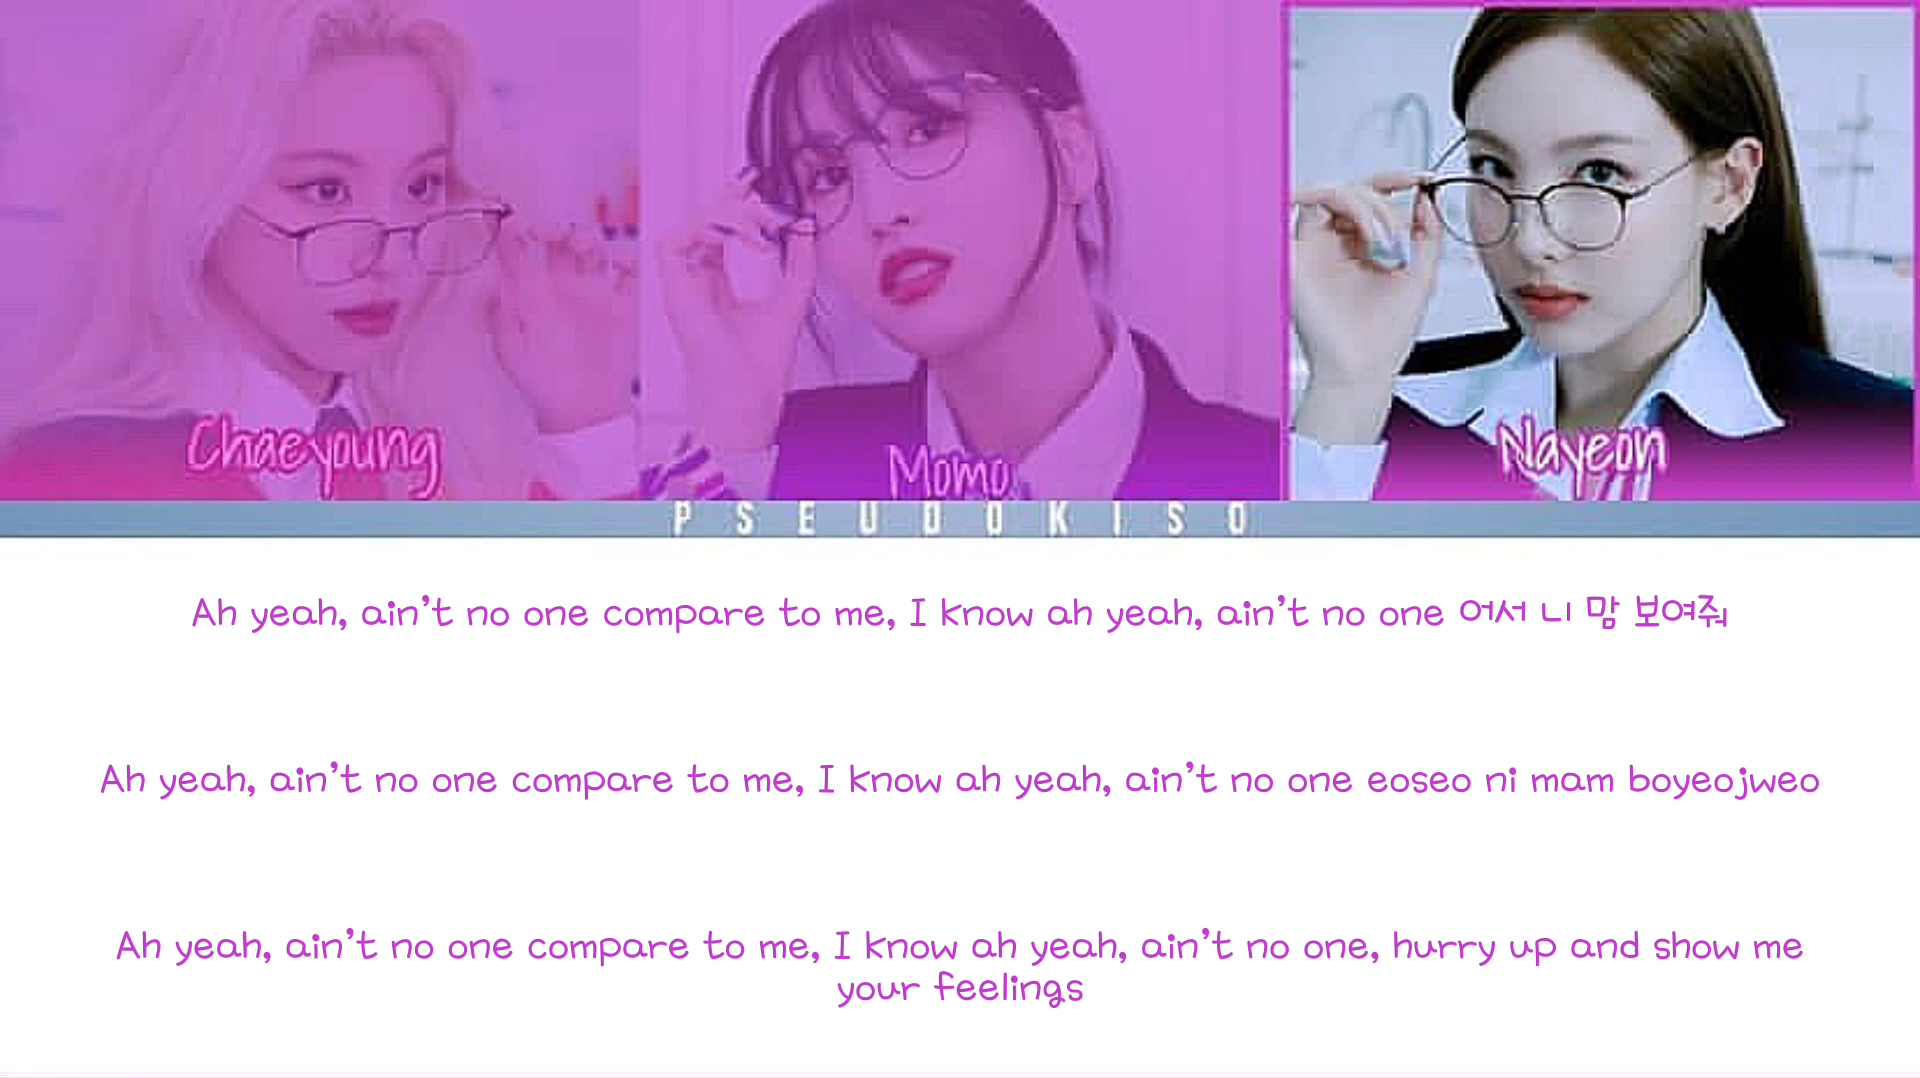 Chaeyoung
Momo
Nayeon
PSEUDOKISO
Ah yeah, ain't no one compare to me, I know ah yeah, ain't no one 어서 니 맘 보여줘
Ah yeah, ain't no one compare to me, I know ah yeah, ain't no one eoseo ni mam boyeojweo
Ah yeah, ain't no one compare to me, I know ah yeah, ain't no one, hurry up and show me
your feelings